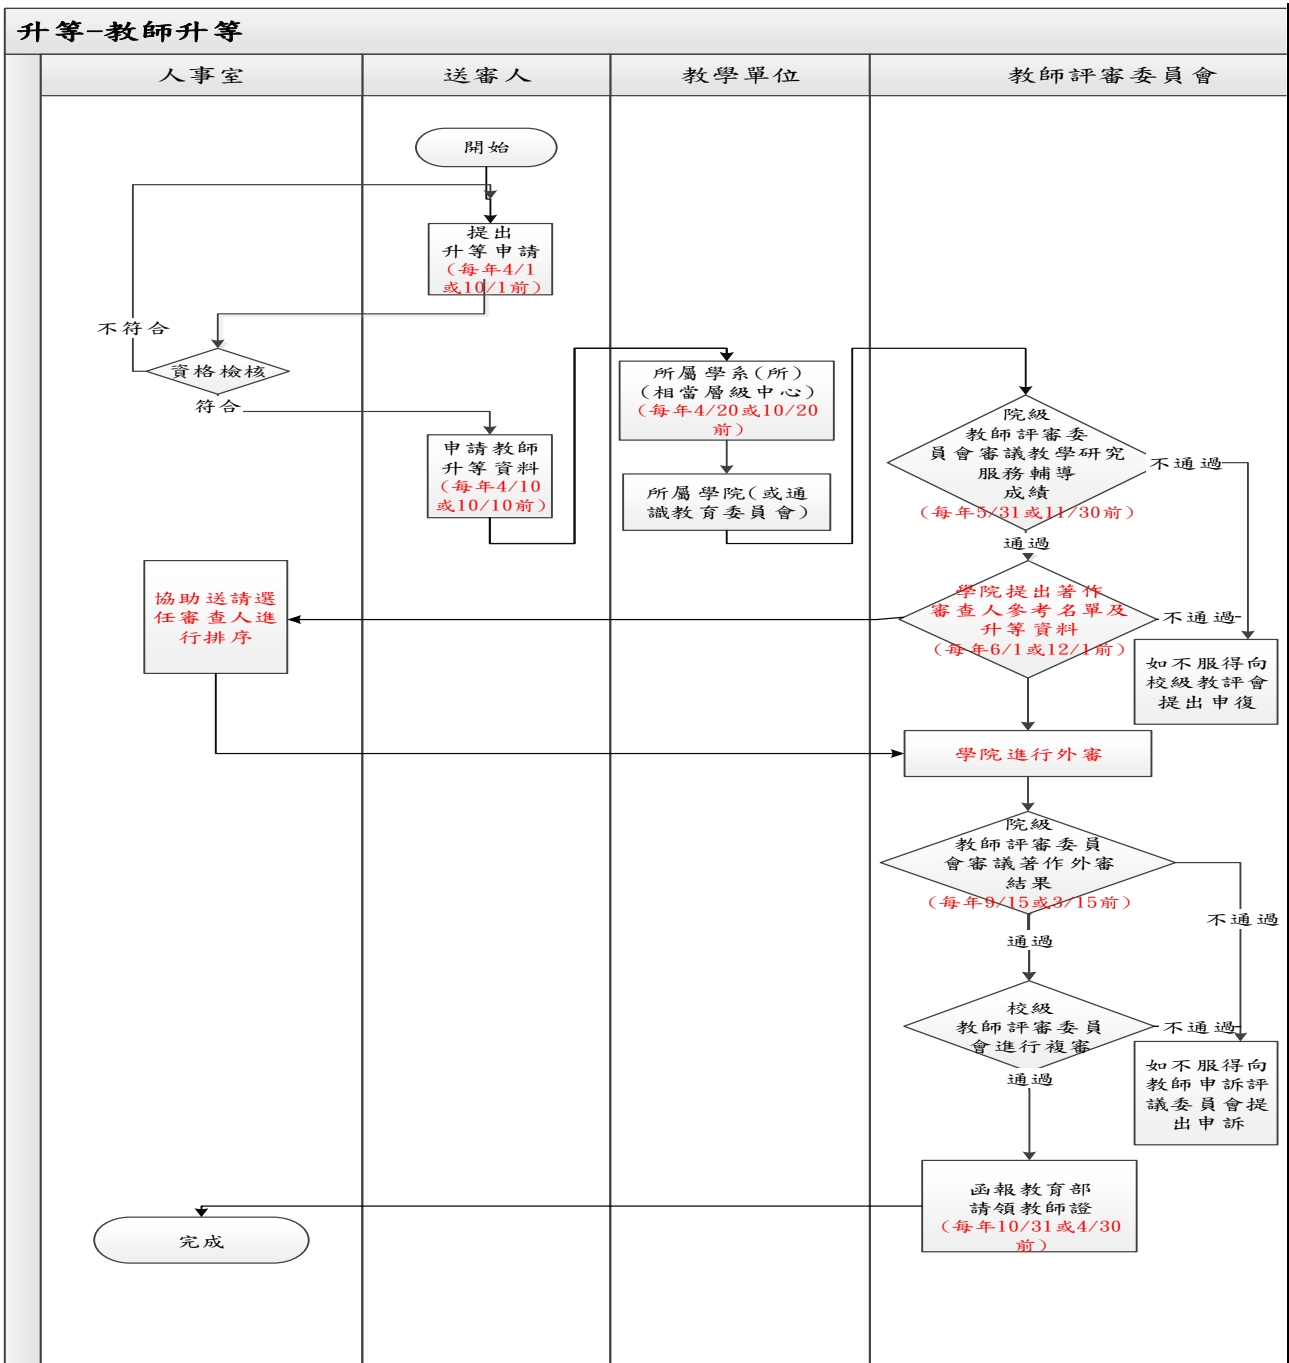 升等-教師升等
人事室
送審人
教學單位
教師評審委員會
開始
提出
升等申請
(每年4/1
或10/1前)
不符合
資格檢核
符合
申請教師
升等資料
(每年4/10
或10/10前)
所屬學系(所)
(相當層級中心)
(每年4/20或10/20
前)
所屬學院(或通
識教育委員會)
院級
教師評審委
員會審議教學研究
服務輔導
成績
(每年5/31或11/30前)
不通過
通過
學院提出著作
審查人參考名單及
升等資料
(每年6/1或12/1前)
不通過
協助送請選
任審查人進
行排序
如不服得向
校級教評會
提出申復
學院進行外審
院級
教師評審委員
會審議著作外審
結果
(每年9/15或3/15前)
不通過
通過
校級
教師評審委員
會進行複審
不通過
通過
如不服得向
教師申訴評
議委員會提
出申訴
函報教育部
請領教師證
(每年10/31或4/30
前)
完成